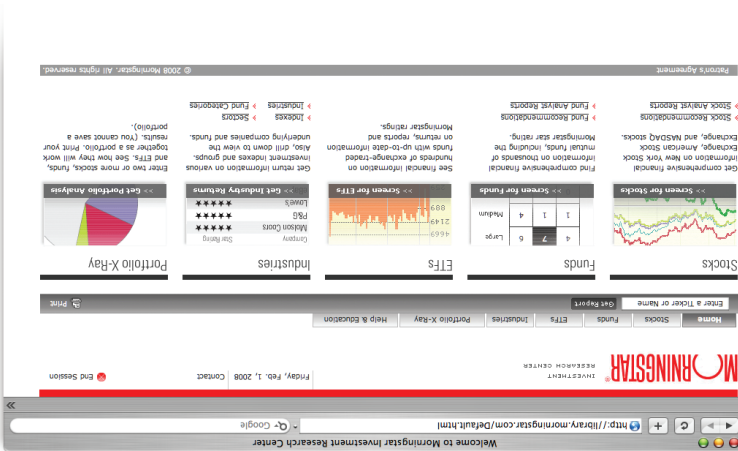 Welcome to Morningstar Investment Research Center
http://library.morningstar.com/Default.html
Google
MORNINGSTAR®
INVESTMENT
RESEARCH CENTER
Friday, Feb. 1, 2008 | Contact
End Session
Home Stocks Funds ETFs Industries Portfolio X-Ray Help & Education
Enter a Ticker or Name Get Report Print
Stocks
>> Screen for Stocks
Get comprehensive financial
information on New York Stock
Exchange, American Stock
Exchange, and NASDAQ stocks.
Stock Recommendations
Stock Analyst Reports
Funds
4 7 6 Large
1 1 4 Medium
>> Screen for Funds
Find comprehensive financial
information on thousands of
mutual funds, including the
Morningstar star rating.
Fund Recommendations
Fund Analyst Reports
ETFs
>> Screen for ETFs
See financial information on
hundreds of exchange-traded
funds with up-to-date information
on returns, reports and
Morningstar ratings.
Industries
Company Star Rating
Molson Coors ★★★★★
P&G ★★★★★
Lowe's ★★★★★
>> Get Industry Returns
Get return information on various
investment indexes and groups.
Also, drill down to view the
underlying companies and funds.
Indexes Sectors
Industries Fund Categories
Portfolio X-Ray
>> Get Portfolio Analysis
Enter two or more stocks, funds,
and ETFs. See how they will work
together as a portfolio. Print your
results. (You cannot save a
portfolio).
Patron's Agreement
© 2008 Morningstar. All rights reserved.